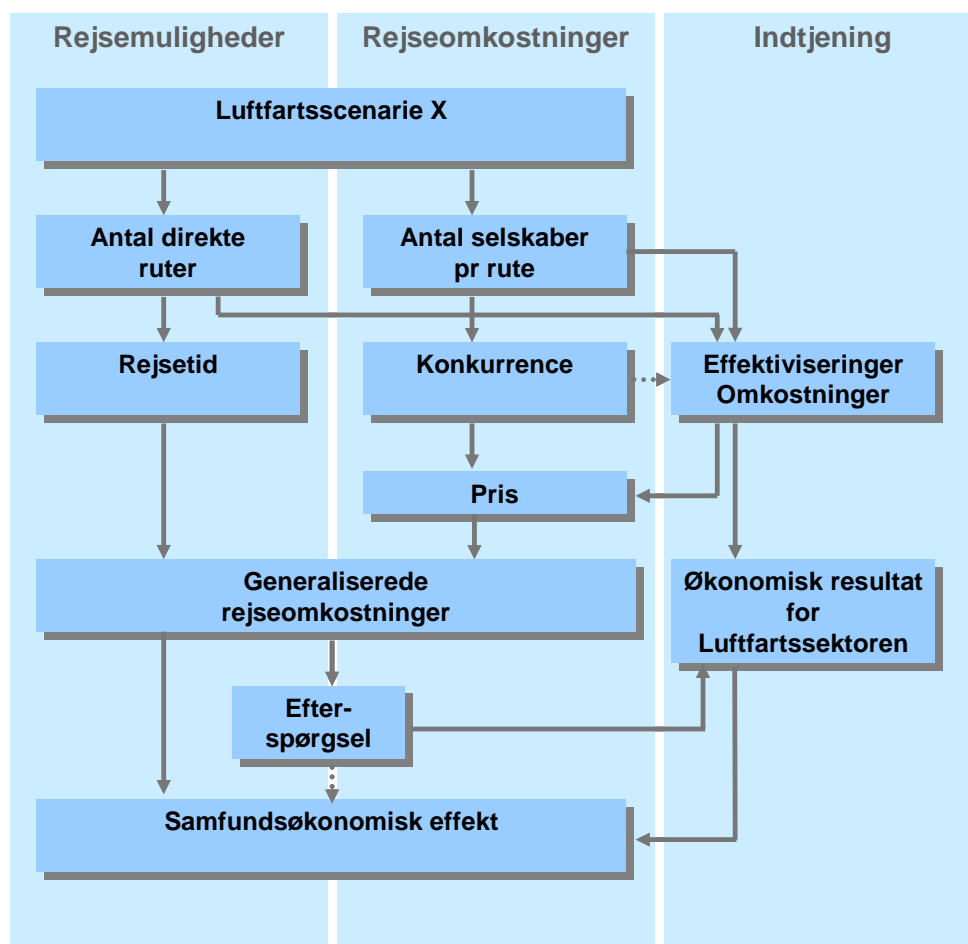 Rejsemuligheder
Rejseomkostninger
Indtjening
Luftfartsscenarie X
Antal direkte
ruter
Antal selskaber
pr rute
Rejsetid
Konkurrence
Effektiviseringer
Omkostninger
Pris
Generaliserede
rejseomkostninger
Økonomisk resultat
for
Luftfartssektoren
Efter-
spørgsel
Samfundsøkonomisk effekt